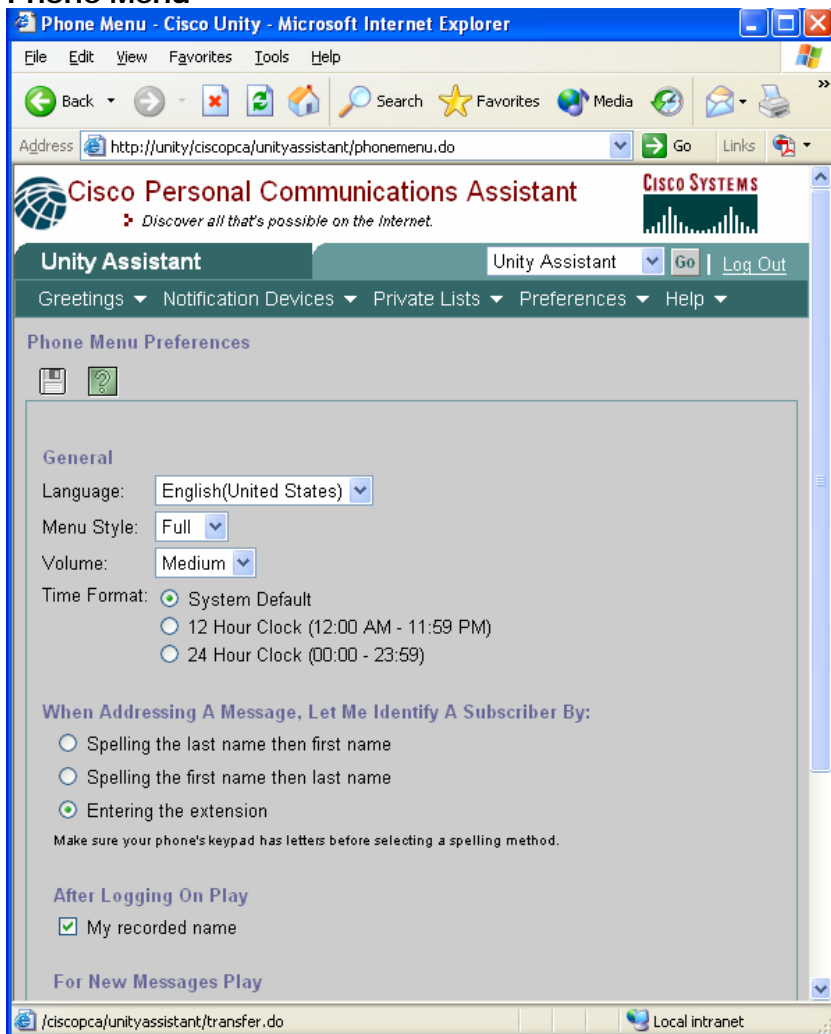 Phone Menu
Phone Menu - Cisco Unity - Microsoft Internet Explorer
File Edit View Favorites Tools Help
Back Search Favorites Media »
Address http://unity/ciscopca/unityassistant/phonemenu.do Go Links
Cisco Personal Communications Assistant
CISCO SYSTEMS
Discover all that's possible on the Internet.
Unity Assistant Unity Assistant Go | Log Out
Greetings Notification Devices Private Lists Preferences Help
Phone Menu Preferences
?
General
Language: English(United States)
Menu Style: Full
Volume: Medium
Time Format: System Default
12 Hour Clock (12:00 AM - 11:59 PM)
24 Hour Clock (00:00 - 23:59)
When Addressing A Message, Let Me Identify A Subscriber By:
Spelling the last name then first name
Spelling the first name then last name
Entering the extension
Make sure your phone's keypad has letters before selecting a spelling method.
After Logging On Play
My recorded name
For New Messages Play
/ciscopca/unityassistant/transfer.do Local intranet